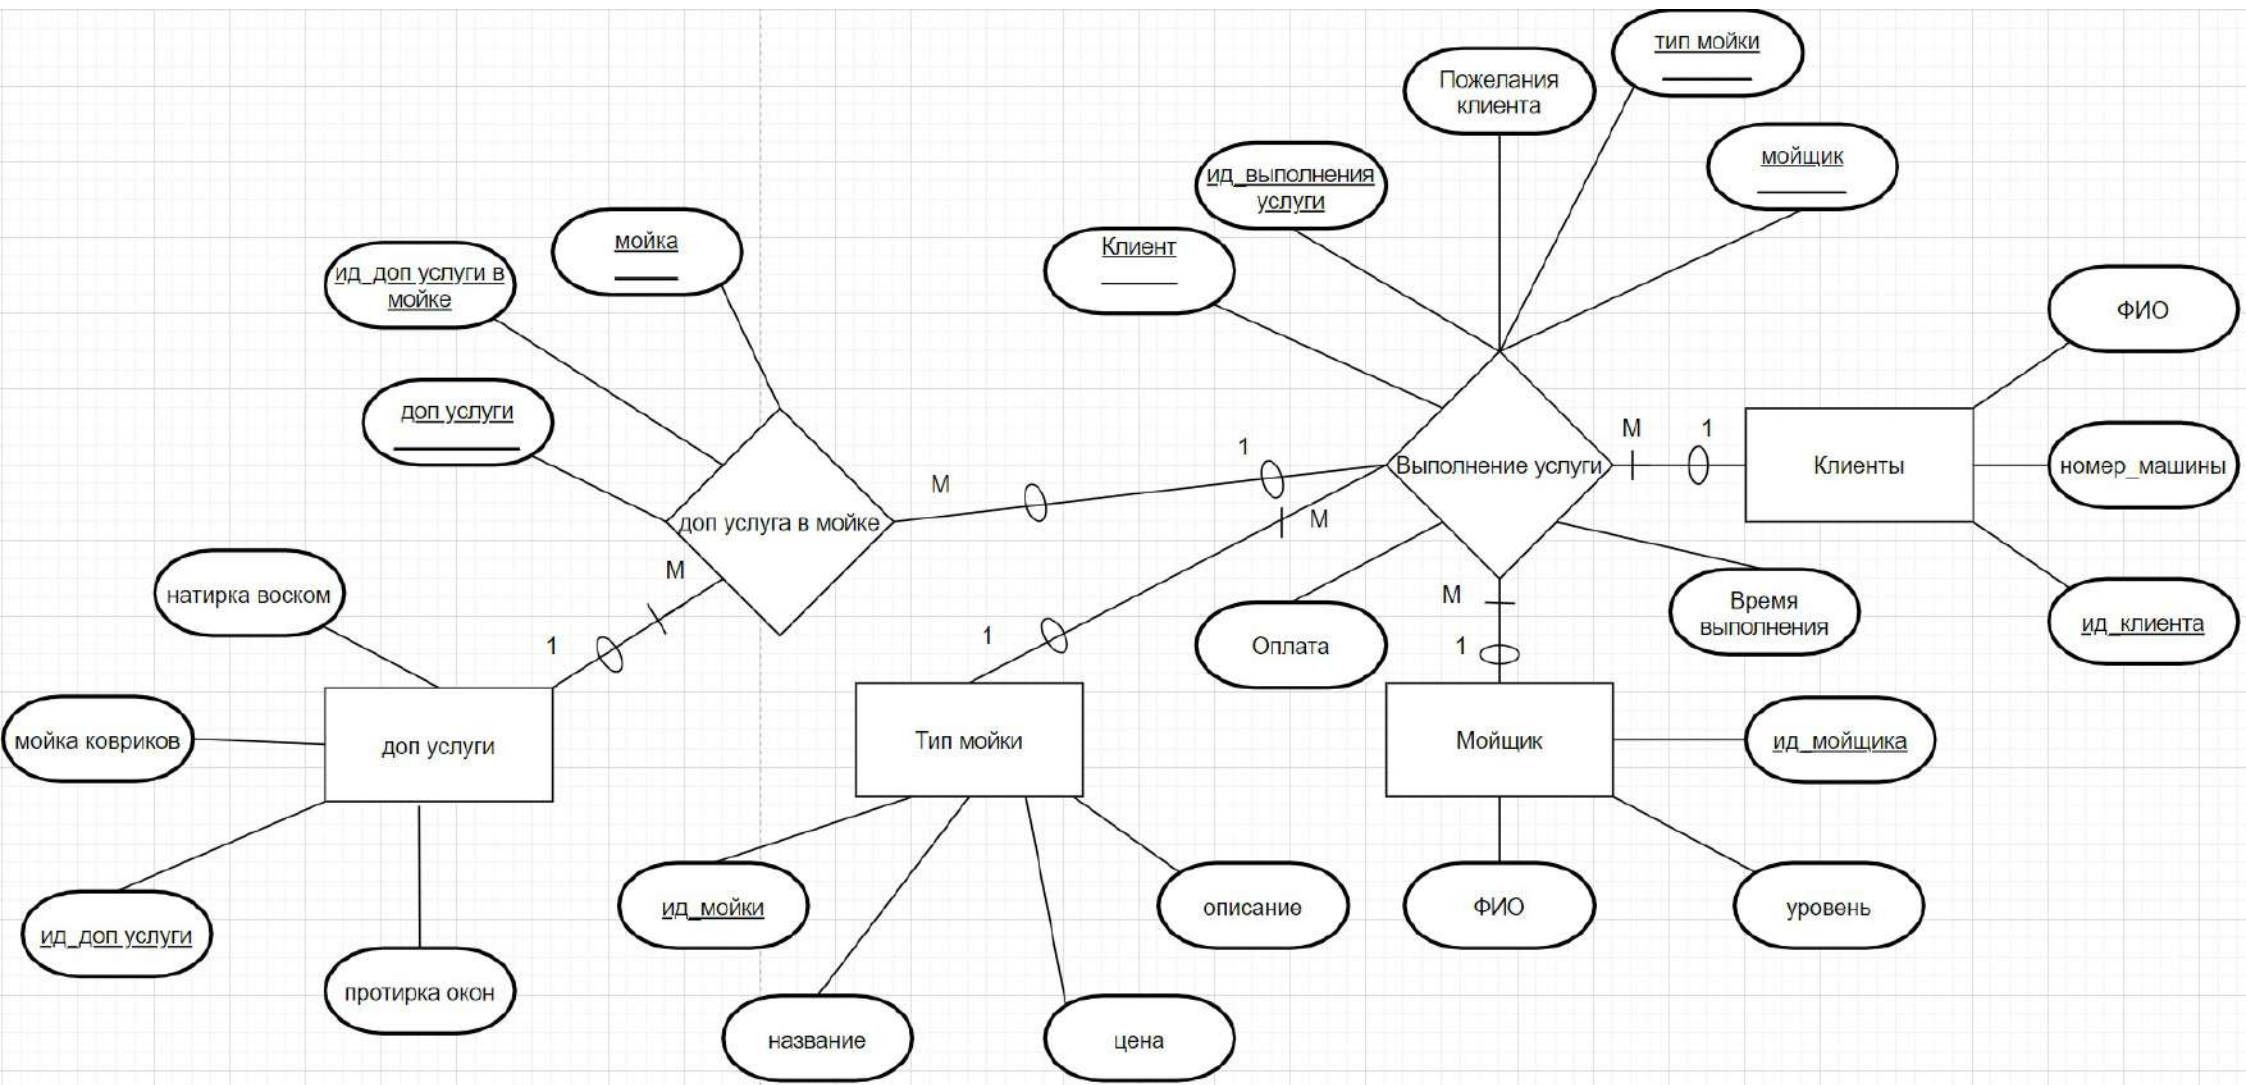 тип мойки
Пожелания
клиента
мойщик
ид_выполнения
услуги
Клиент
мойка
ид_доп услуги в
мойке
ФИО
доп услуги
М
1
1
М
Выполнение услуги
Клиенты
номер_машины
М
доп услуга в мойке
М
М
натирка воском
М
Время
выполнения
ид_клиента
1
1
1
Оплата
мойка ковриков
доп услуги
Тип мойки
Мойщик
ид_мойщика
ид_мойки
описание
ФИО
уровень
ид_доп услуги
протирка окон
название
цена